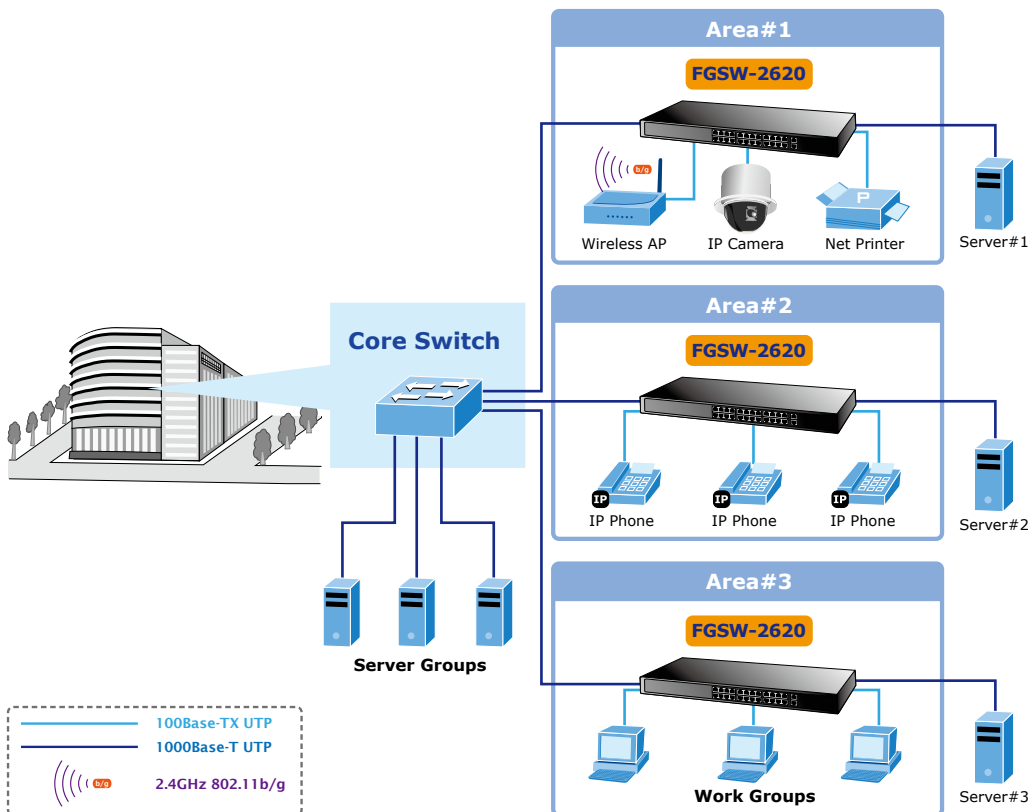 Area#1
FGSW-2620
b/g
P
Wireless AP
IP Camera
Net Printer
Server#1
Core Switch
Area#2
FGSW-2620
IP
IP
IP
IP Phone
IP Phone
IP Phone
Server#2
Server Groups
Area#3
FGSW-2620
Work Groups
Server#3
100Base-TX UTP
1000Base-T UTP
b/g
2.4GHz 802.11b/g